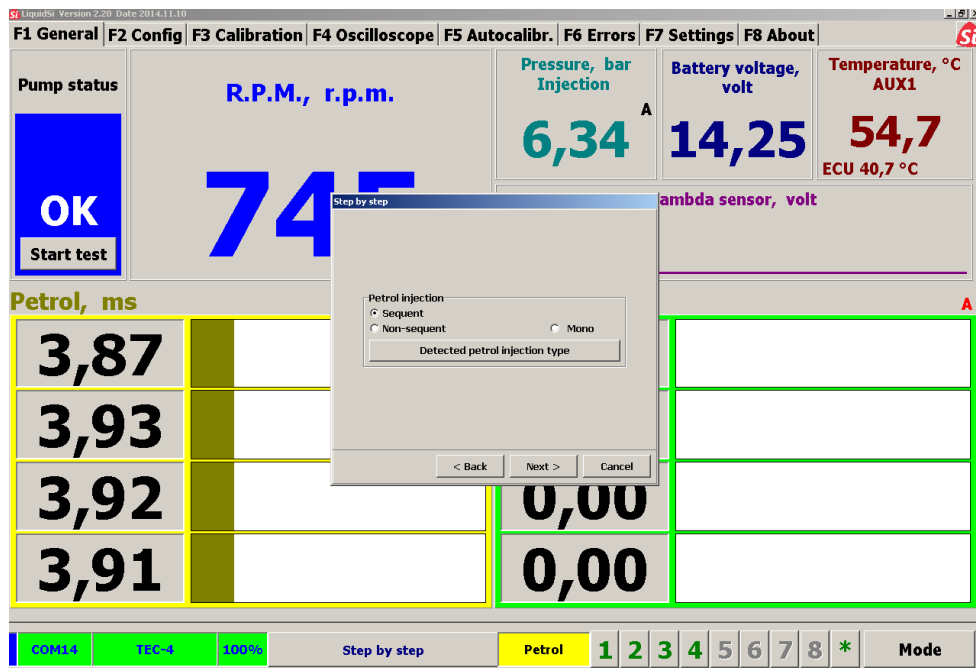 Si LiquidSi Version 2.20 Date 2014.11.10
F1 General F2 Config F3 Calibration F4 Oscilloscope F5 Autocalibr. F6 Errors F7 Settings F8 About
Si
Pump status
OK
Start test
R.P.M., r.p.m.
745
Pressure, bar
Injection
A
6,34
Battery voltage,
volt
14,25
Temperature, °C
AUX1
54,7
ECU 40,7 °C
ambda sensor, volt
Step by step
Petrol injection
Sequent
Non-sequent
Mono
Detected petrol injection type
< Back
Next >
Cancel
Petrol, ms
A
3,87
3,93
3,92
0,00
3,91
0,00
COM14
TEC-4
100%
Step by step
Petrol
1 2 3 4 5 6 7 8 *
Mode